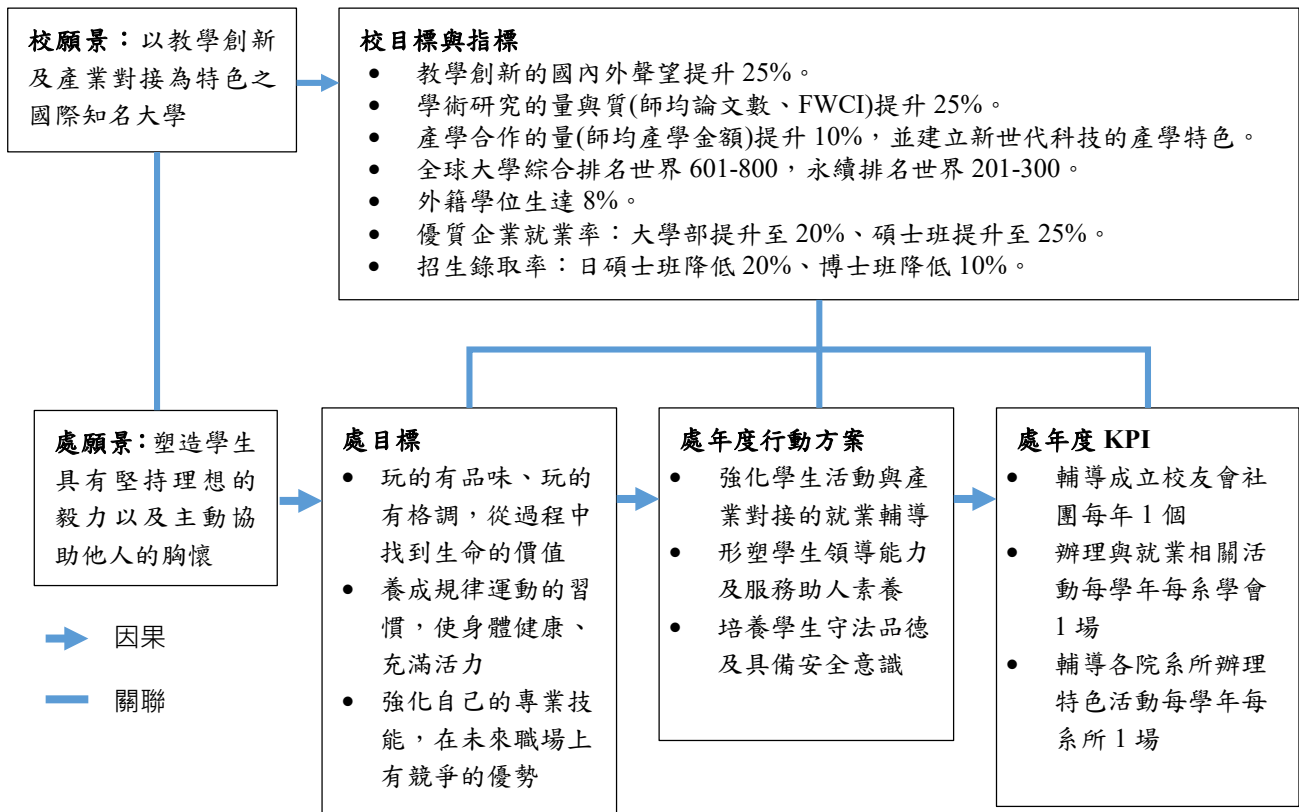 校願景：以教學創新
及產業對接為特色之
國際知名大學
校目標與指標
• 教學創新的國內外聲望提升 25%。
• 學術研究的量與質(師均論文數、FWCI)提升 25%。
• 產學合作的量(師均產學金額)提升 10%，並建立新世代科技的產學特色。
• 全球大學綜合排名世界 601-800，永續排名世界 201-300。
• 外籍學位生達 8%。
• 優質企業就業率：大學部提升至 20%、碩士班提升至 25%。
• 招生錄取率：日碩士班降低 20%、博士班降低 10%。
處願景：塑造學生
具有堅持理想的
毅力以及主動協
助他人的胸懷
因果
關聯
處目標
• 玩的有品味、玩的
有格調，從過程中
找到生命的價值
• 養成規律運動的習
慣，使身體健康、
充滿活力
• 強化自己的專業技
能，在未來職場上
有競爭的優勢
處年度行動方案
• 強化學生活動與產
業對接的就業輔導
• 形塑學生領導能力
及服務助人素養
• 培養學生守法品德
及具備安全意識
處年度 KPI
• 輔導成立校友會社
團每年 1 個
• 辦理與就業相關活
動每學年每系學會
1 場
• 輔導各院系所辦理
特色活動每學年每
系所 1 場